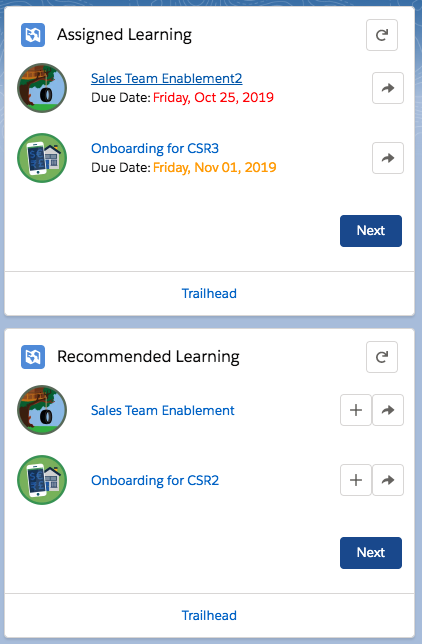 Assigned Learning
Sales Team Enablement2
Due Date: Friday, Oct 25, 2019
Onboarding for CSR3
Due Date: Friday, Nov 01, 2019
Next
Trailhead
Recommended Learning
Sales Team Enablement
Onboarding for CSR2
Next
Trailhead